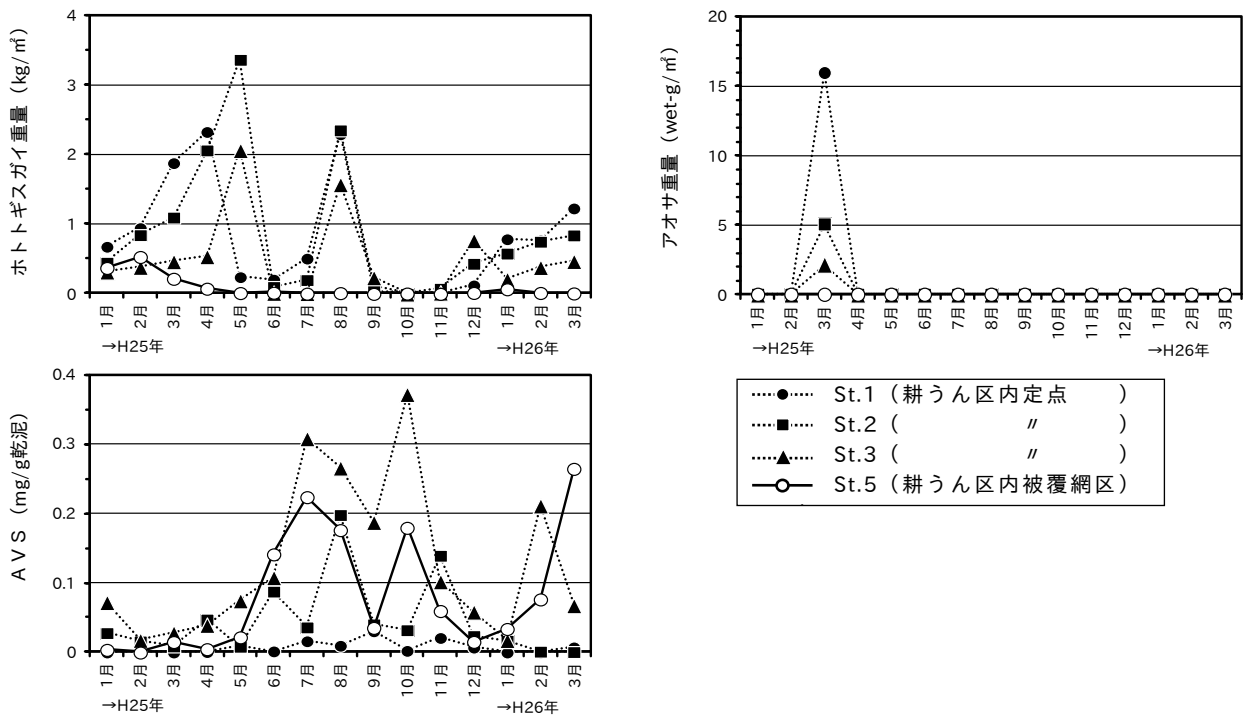 ホトトギスガイ重量（kg/㎡）
4
3
2
1
0
1月 2月 3月 4月 5月 6月 7月 8月 9月 10月 11月 12月 1月 2月 3月
→H25年 →H26年
アオサ重量（wet-g/㎡）
20
15
10
5
0
1月 2月 3月 4月 5月 6月 7月 8月 9月 10月 11月 12月 1月 2月 3月
→H25年 →H26年
AVS（mg/g乾泥）
0.4
0.3
0.2
0.1
0
1月 2月 3月 4月 5月 6月 7月 8月 9月 10月 11月 12月 1月 2月 3月
→H25年 →H26年
St.1（耕うん区内定点　　）
St.2（　　　　〃　　　）
St.3（　　　　〃　　　）
St.5（耕うん区内被覆網区）